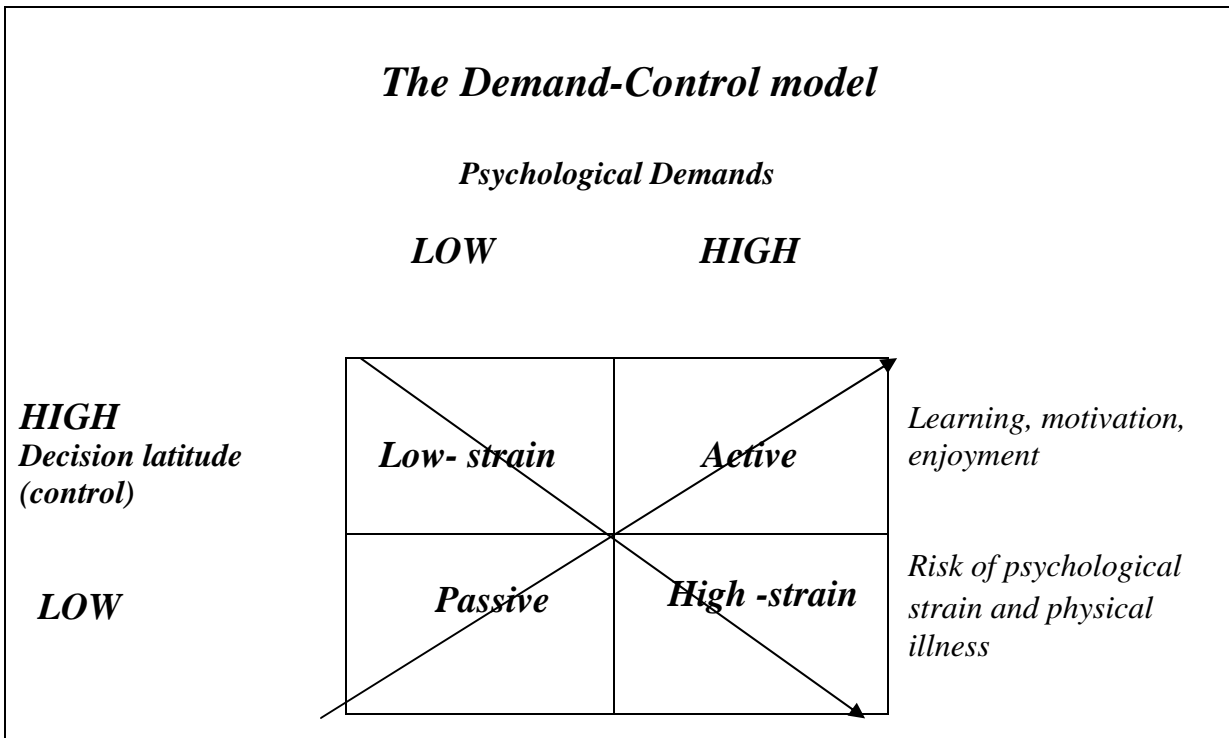 The Demand-Control model
Psychological Demands
LOW HIGH
HIGH
Decision latitude
(control)
Low- strain Active
Learning, motivation,
enjoyment
LOW
Passive High -strain
Risk of psychological
strain and physical
illness